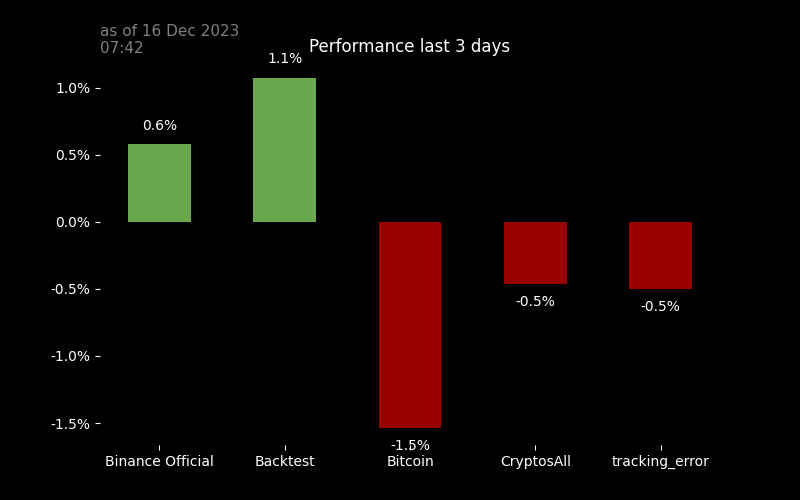 as of 16 Dec 2023
07:42
Performance last 3 days
1.1%
1.0%
0.6%
0.5%
0.0%
-0.5%
-0.5%
-0.5%
-1.0%
-1.5%
-1.5%
Binance Official
Backtest
Bitcoin
CryptosAll
tracking_error